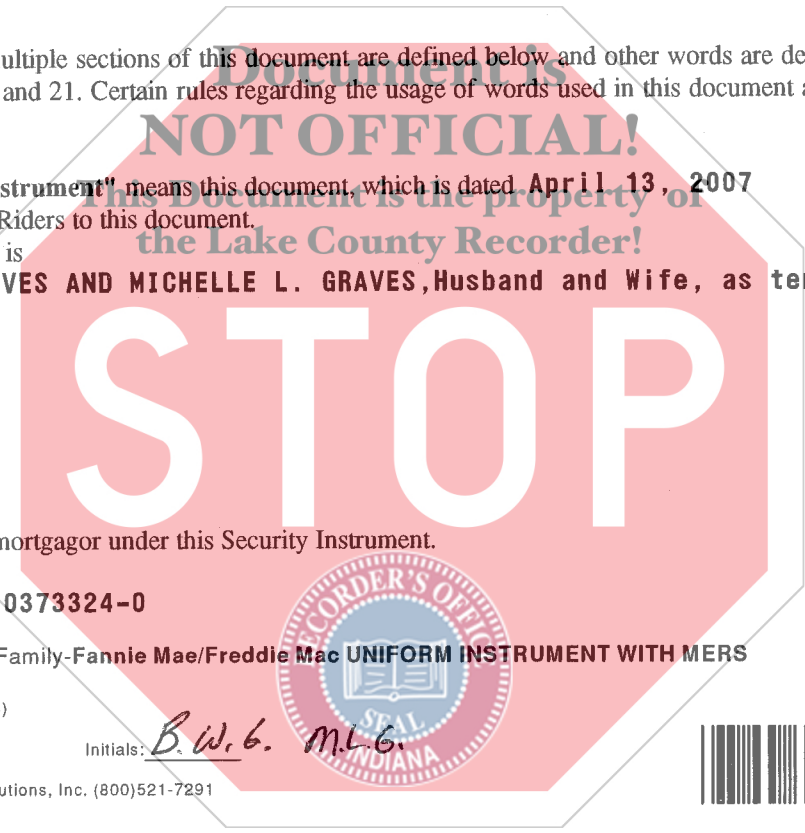 ultiple sections of this document are defined below and other words are de
Document is
and 21. Certain rules regarding the usage of words used in this document a
NOT OFFICIAL!
strument" means this document, which is dated April 13, 2007
This Document is the property of
Riders to this document.
the Lake County Recorder!
is
VES AND MICHELLE L. GRAVES,Husband and Wife, as ten
STOP
mortgagor under this Security Instrument.
0373324-0
RECORDER'S OFFICE
Family-Fannie Mae/Freddie Mac UNIFORM INSTRUMENT WITH MERS
)
SEAL
Initials: B.W.G. M.L.G.
INDIANA
utions, Inc. (800)521-7291